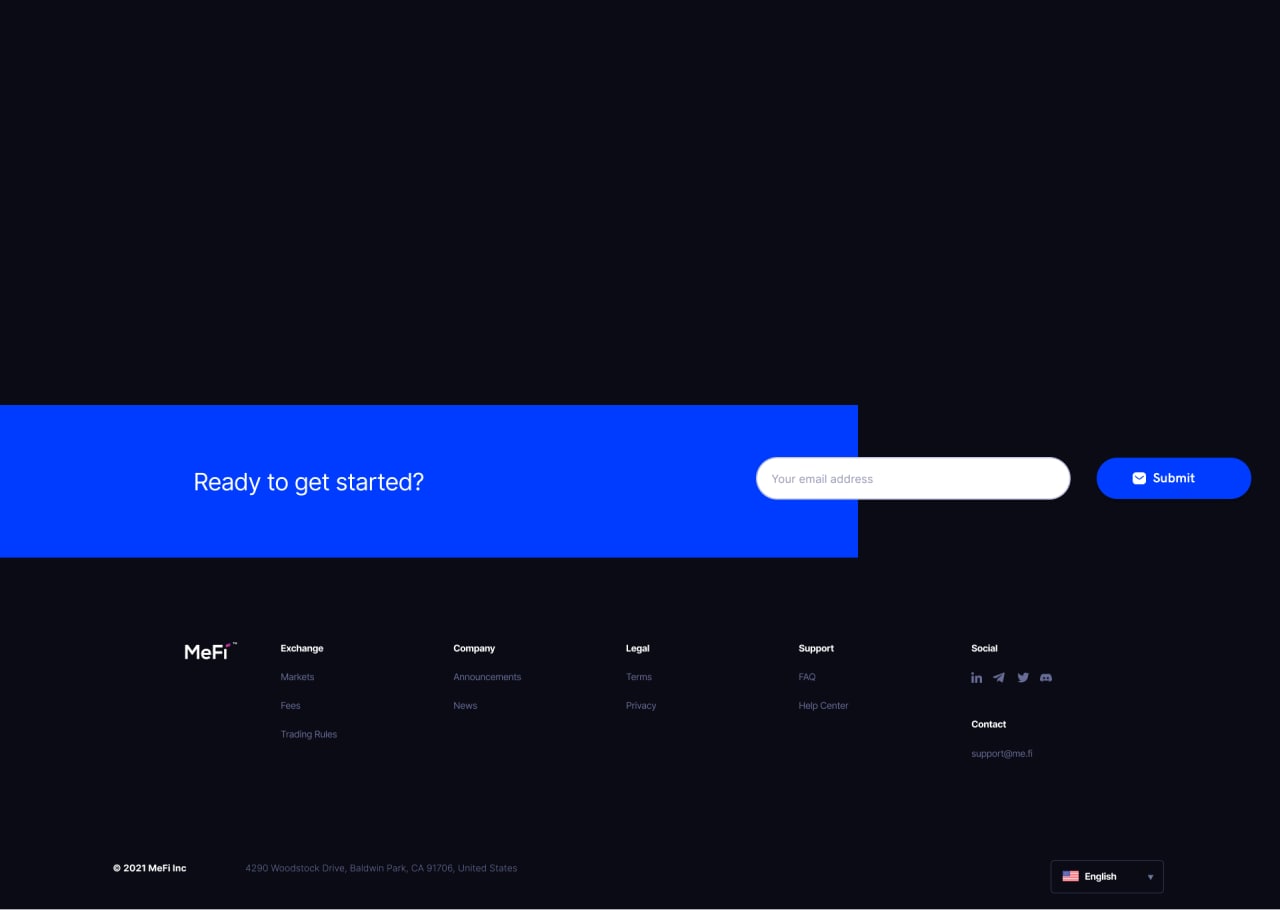 Ready to get started?
Your email address
Submit
MeFi™
Exchange
Markets
Fees
Trading Rules
Company
Announcements
News
Legal
Terms
Privacy
Support
FAQ
Help Center
Social
Contact
support@me.fi
© 2021 MeFi Inc
4290 Woodstock Drive, Baldwin Park, CA 91706, United States
English